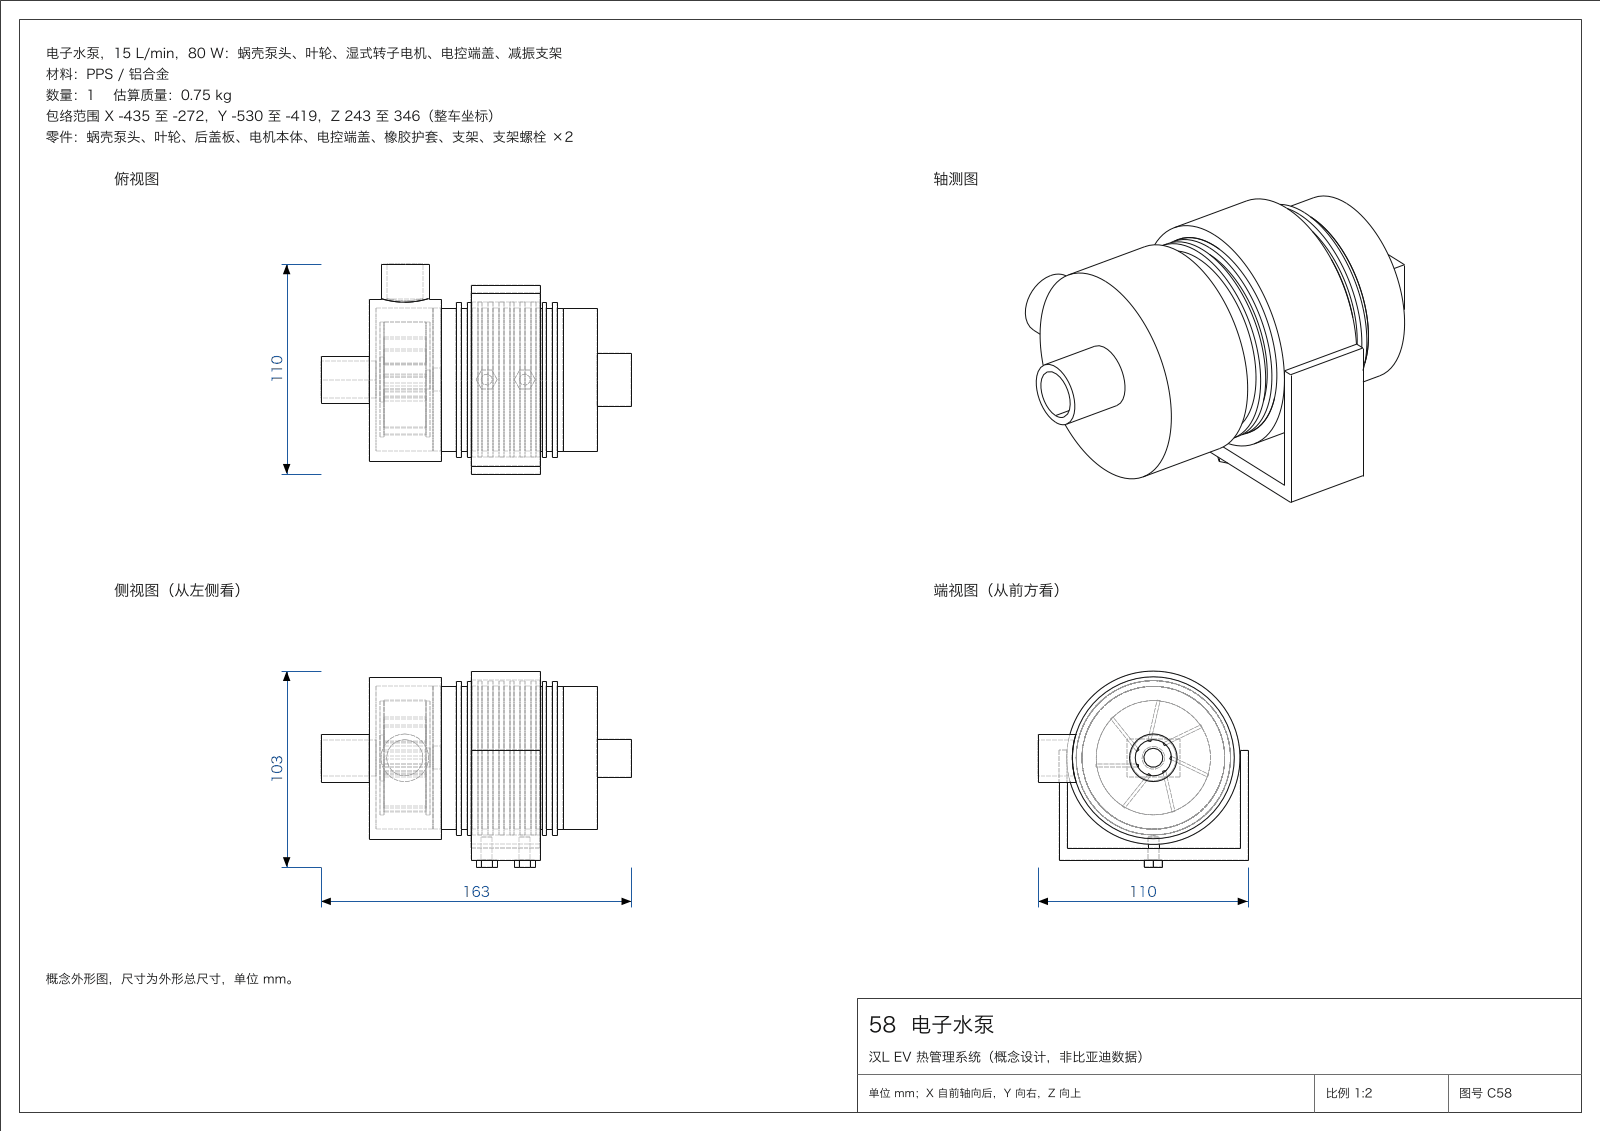 电子水泵，15 L/min，80 W：蜗壳泵头、叶轮、湿式转子电机、电控端盖、减振支架
材料：PPS / 铝合金
数量：1    估算质量：0.75 kg
包络范围 X -435 至 -272，Y -530 至 -419，Z 243 至 346（整车坐标）
零件：蜗壳泵头、叶轮、后盖板、电机本体、电控端盖、橡胶护套、支架、支架螺栓 ×2
俯视图
轴测图
110
侧视图（从左侧看）
端视图（从前方看）
103
163
110
概念外形图，尺寸为外形总尺寸，单位 mm。
58  电子水泵
汉L EV 热管理系统（概念设计，非比亚迪数据）
单位 mm；X 自前轴向后，Y 向右，Z 向上
比例 1:2
图号 C58